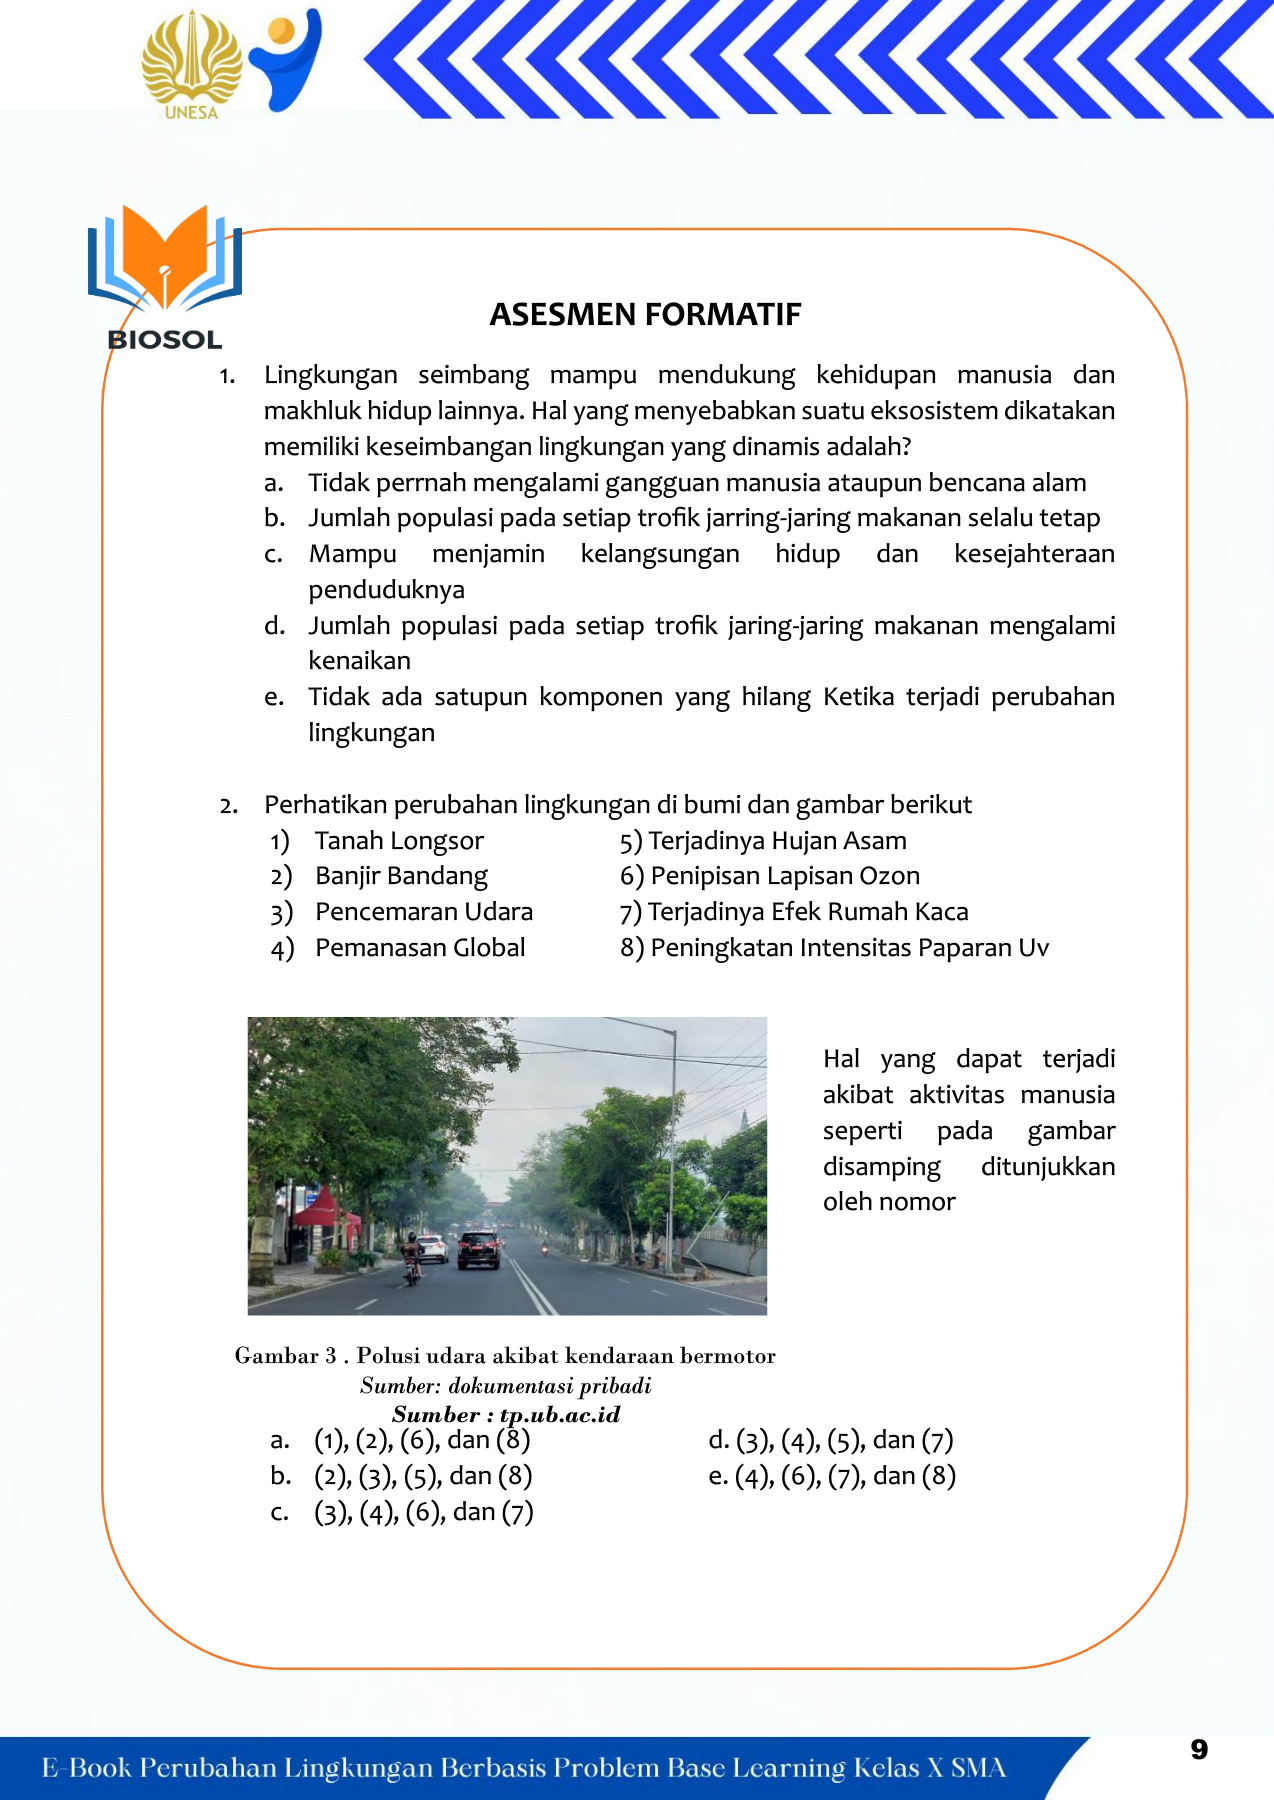 UNESA
BIOSOL
ASESMEN FORMATIF
1. Lingkungan seimbang mampu mendukung kehidupan manusia dan
makhluk hidup lainnya. Hal yang menyebabkan suatu eksosistem dikatakan
memiliki keseimbangan lingkungan yang dinamis adalah?
a. Tidak perrnah mengalami gangguan manusia ataupun bencana alam
b. Jumlah populasi pada setiap trofik jarring-jaring makanan selalu tetap
c. Mampu menjamin kelangsungan hidup dan kesejahteraan
penduduknya
d. Jumlah populasi pada setiap trofik jaring-jaring makanan mengalami
kenaikan
e. Tidak ada satupun komponen yang hilang Ketika terjadi perubahan
lingkungan
2. Perhatikan perubahan lingkungan di bumi dan gambar berikut
1) Tanah Longsor 5) Terjadinya Hujan Asam
2) Banjir Bandang 6) Penipisan Lapisan Ozon
3) Pencemaran Udara 7) Terjadinya Efek Rumah Kaca
4) Pemanasan Global 8) Peningkatan Intensitas Paparan Uv
Hal yang dapat terjadi
akibat aktivitas manusia
seperti pada gambar
disamping ditunjukkan
oleh nomor
Gambar 3 . Polusi udara akibat kendaraan bermotor
Sumber: dokumentasi pribadi
Sumber : tp.ub.ac.id
a. (1), (2), (6), dan (8) d. (3), (4), (5), dan (7)
b. (2), (3), (5), dan (8) e. (4), (6), (7), dan (8)
c. (3), (4), (6), dan (7)
9
E-Book Perubahan Lingkungan Berbasis Problem Base Learning Kelas X SMA